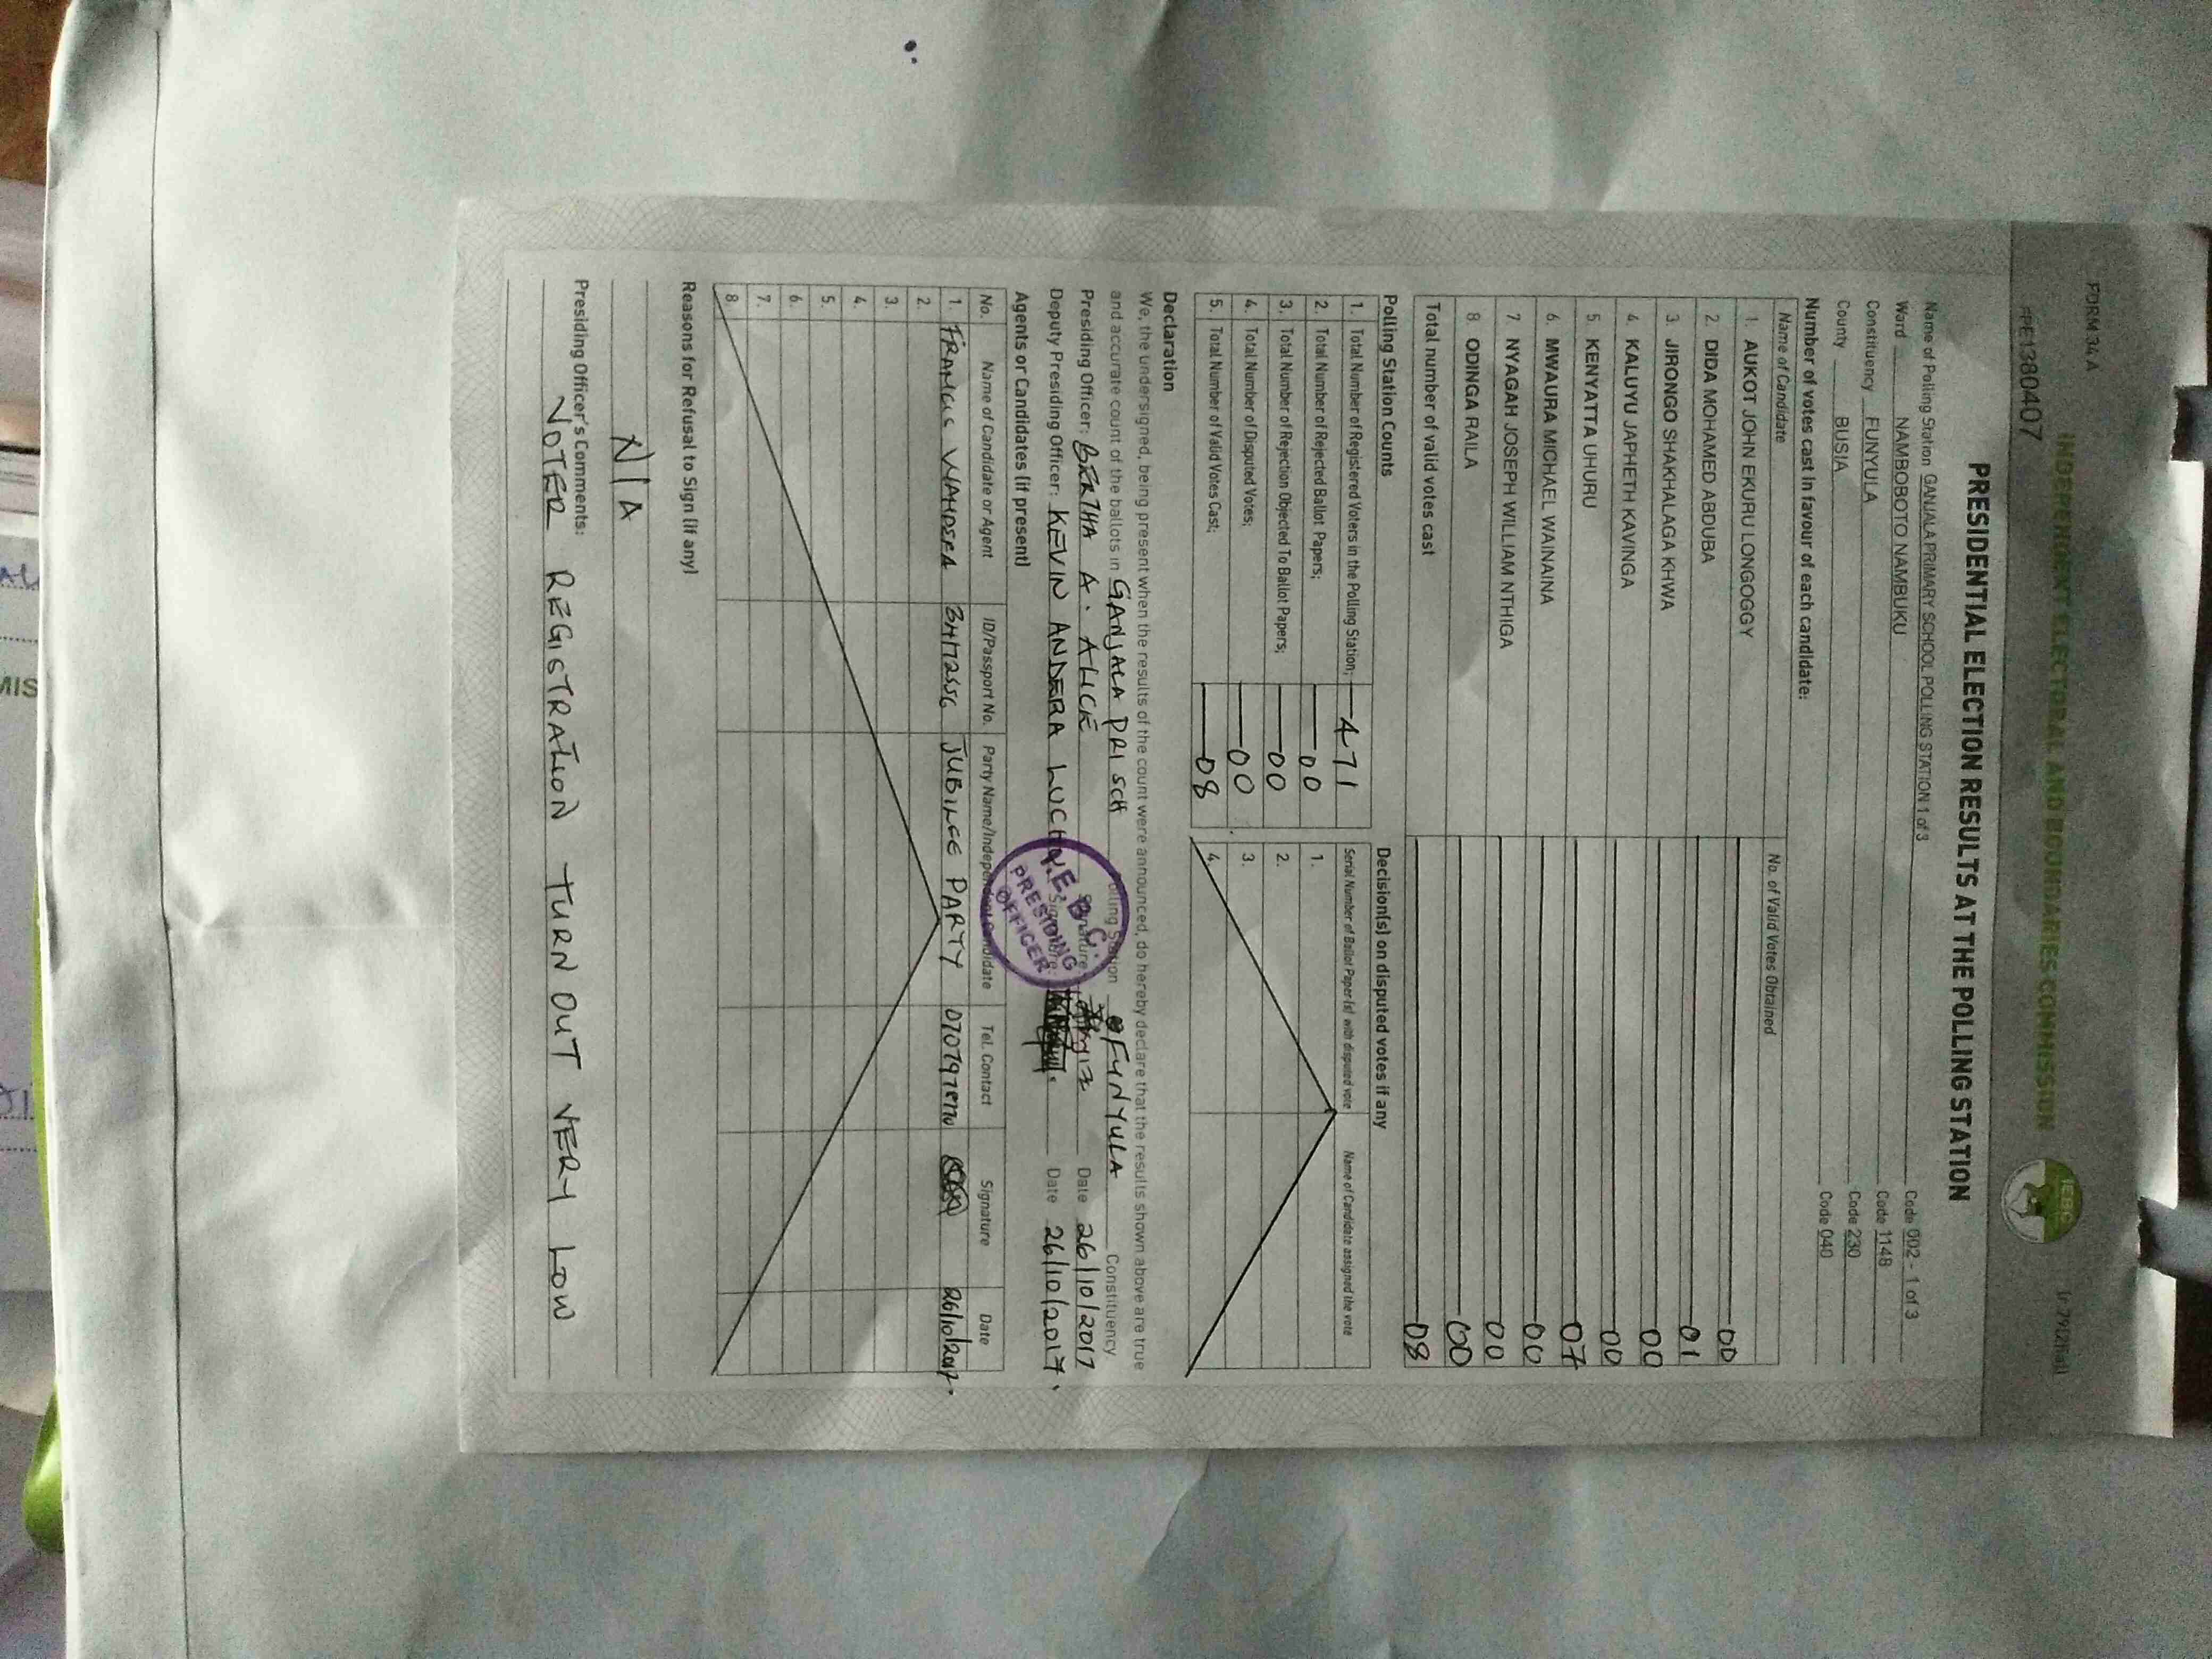 FORM 34A
INDEPENDENT ELECTORAL AND BOUNDARIES COMMISSION
IEBC
PE1380407
PRESIDENTIAL ELECTION RESULTS AT THE POLLING STATION
Name of Polling Station GANJALA PRIMARY SCHOOL POLLING STATION 1 of 3 Code 002 - 1 of 3
Ward NAMBOBOTO NAMBUKU Code 1148
Constituency FUNYULA Code 230
County BUSIA Code 040
Number of votes cast in favour of each candidate:
Name of Candidate No. of Valid Votes Obtained
1. AUKOT JOHN EKURU LONGOGGY 00
2. DIDA MOHAMED ABDUBA 01
3. JIRONGO SHAKHALAGA KHWA 00
4. KALUYU JAPHETH KAVINGA 00
5. KENYATTA UHURU 07
6. MWAURA MICHAEL WAINAINA 00
7 NYAGAH JOSEPH WILLIAM NTHIGA 00
8 ODINGA RAILA 00
Total number of valid votes cast 08
Polling Station Counts
1. Total Number of Registered Voters in the Polling Station; 471
2. Total Number of Rejected Ballot Papers; 00
3. Total Number of Rejection Objected To Ballot Papers; 00
4. Total Number of Disputed Votes; 00
5. Total Number of Valid Votes Cast; 08
Decision(s) on disputed votes if any
Serial Number of Ballot Paper (s) with disputed vote Name of Candidate assigned the vote
1.
2.
3.
4.
Declaration
We, the undersigned, being present when the results of the count were announced, do hereby declare that the results shown above are true
and accurate count of the ballots in GANJALA PRI SCH Polling Station FUNYULA Constituency
Presiding Officer: BERTHA A. ALICE Signature Date 26/10/2017
Deputy Presiding Officer: KEVIN ANDERA Signature: Date 26/10/2017.
I.E.B.C.
PRESIDING
OFFICER
Agents or Candidates (if present)
No. Name of Candidate or Agent ID/Passport No. Party Name/Independent Candidate Tel. Contact Signature Date
1. FRANCIS JUBILEE PARTY 26/10/2017.
2.
3.
4.
5.
6.
7.
8
Reasons for Refusal to Sign (if any)
N/A
Presiding Officer's Comments:
VOTER REGISTRATION TURN OUT VERY LOW